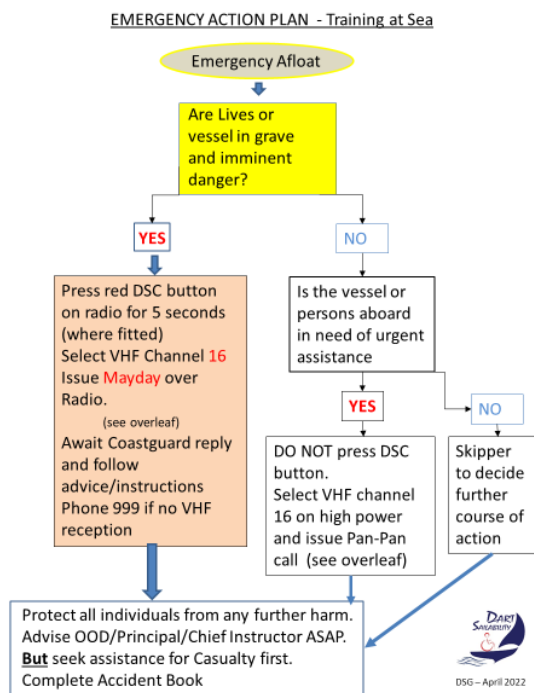 EMERGENCY ACTION PLAN - Training at Sea
Emergency Afloat
Are Lives or
vessel in grave
and imminent
danger?
YES
NO
Press red DSC button
on radio for 5 seconds
(where fitted)
Select VHF Channel 16
Issue Mayday over
Radio.
(see overleaf)
Await Coastguard reply
and follow
advice/instructions
Phone 999 if no VHF
reception
Is the vessel or
persons aboard
in need of urgent
assistance
YES
NO
DO NOT press DSC
button.
Select VHF channel
16 on high power
and issue Pan-Pan
call (see overleaf)
Skipper
to decide
further
course of
action
Protect all individuals from any further harm.
Advise OOD/Principal/Chief Instructor ASAP.
But seek assistance for Casualty first.
Complete Accident Book
DART
SAILABILITY
DSG – April 2022